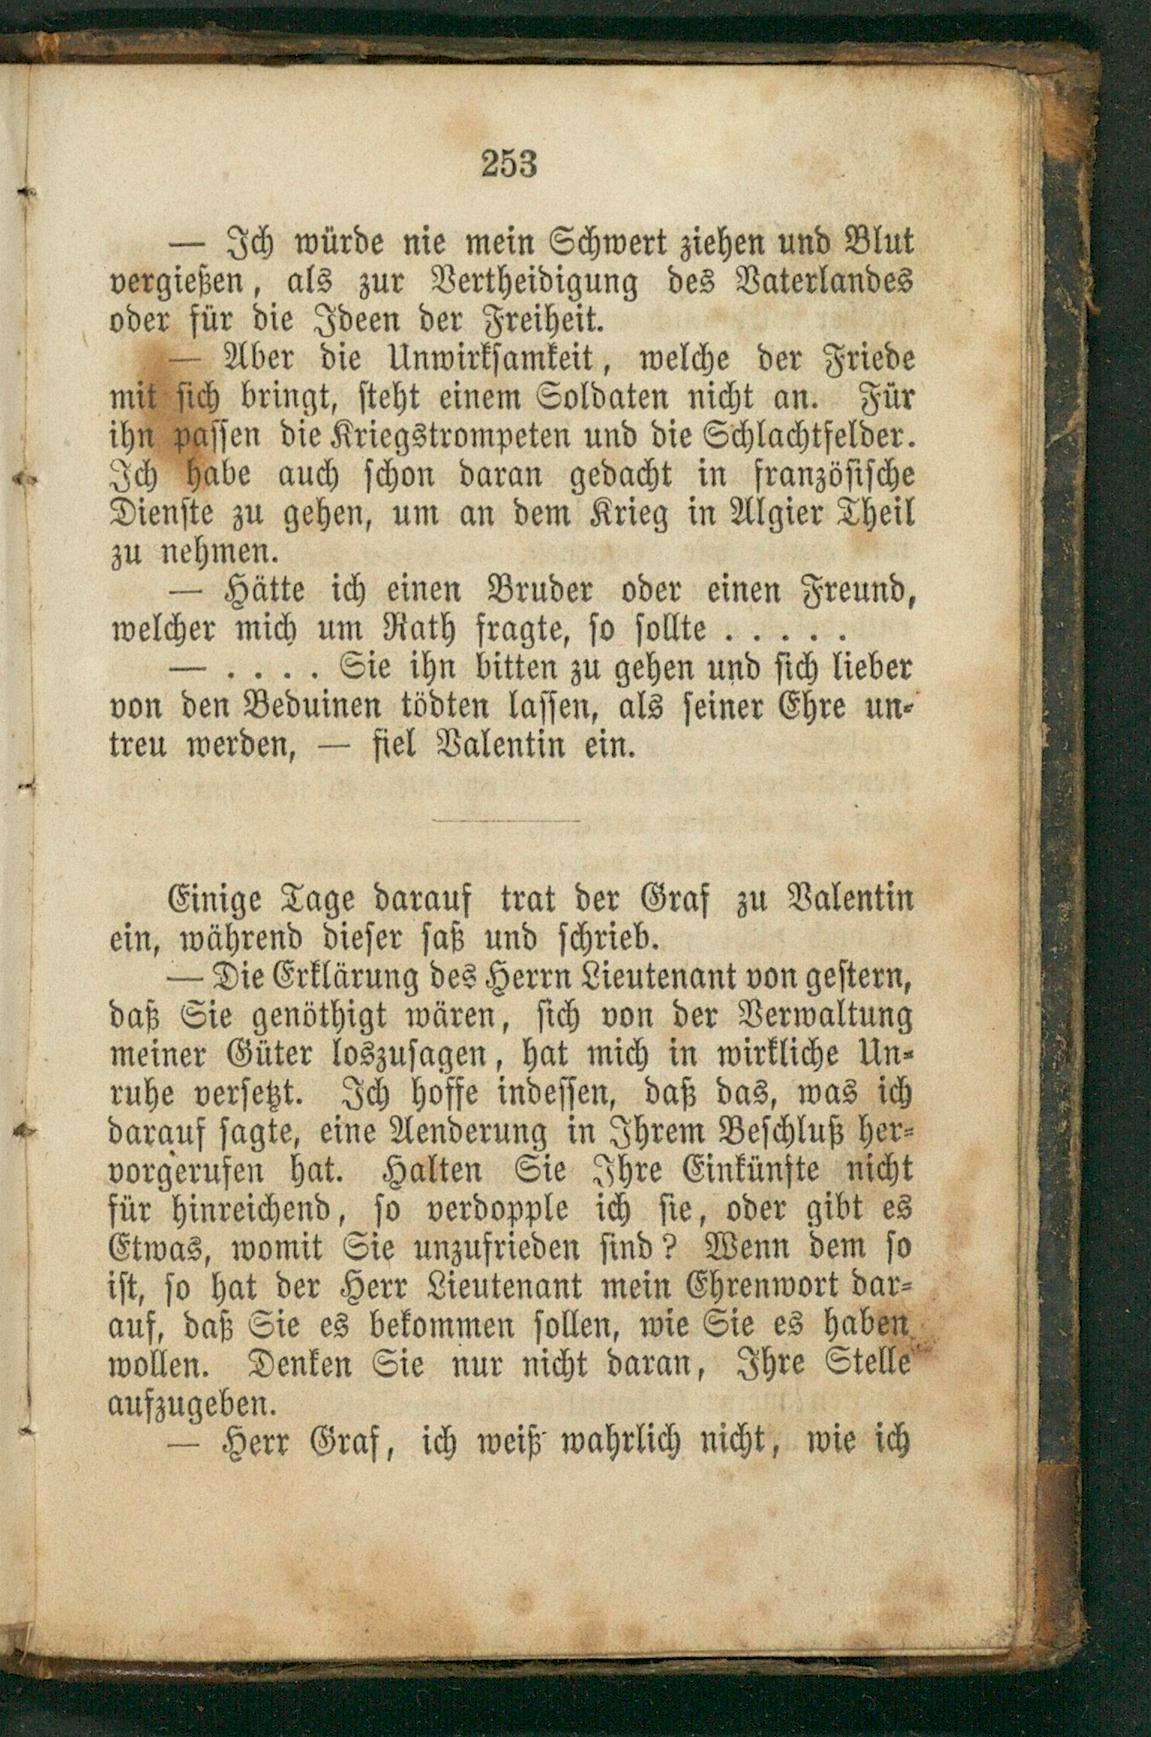 253
— Ich würde nie mein Schwert ziehen und Blut
vergießen, als zur Vertheidigung des Vaterlandes
oder für die Ideen der Freiheit.
— Aber die Unwirksamkeit, welche der Friede
mit sich bringt, steht einem Soldaten nicht an. Für
ihn passen die Kriegstrompeten und die Schlachtfelder.
Ich habe auch schon daran gedacht in französische
Dienste zu gehen, um an dem Krieg in Algier Theil
zu nehmen.
— Hätte ich einen Bruder oder einen Freund,
welcher mich um Rath fragte, so sollte . . . . .
— . . . . Sie ihn bitten zu gehen und sich lieber
von den Beduinen tödten lassen, als seiner Ehre un-
treu werden, — fiel Valentin ein.
Einige Tage darauf trat der Graf zu Valentin
ein, während dieser saß und schrieb.
— Die Erklärung des Herrn Lieutenant von gestern,
daß Sie genöthigt wären, sich von der Verwaltung
meiner Güter loszusagen, hat mich in wirkliche Un-
ruhe versetzt. Ich hoffe indessen, daß das, was ich
darauf sagte, eine Aenderung in Ihrem Beschluß her-
vorgerufen hat. Halten Sie Ihre Einkünfte nicht
für hinreichend, so verdopple ich sie, oder gibt es
Etwas, womit Sie unzufrieden sind? Wenn dem so
ist, so hat der Herr Lieutenant mein Ehrenwort dar-
auf, daß Sie es bekommen sollen, wie Sie es haben
wollen. Denken Sie nur nicht daran, Ihre Stelle
aufzugeben.
— Herr Graf, ich weiß wahrlich nicht, wie ich